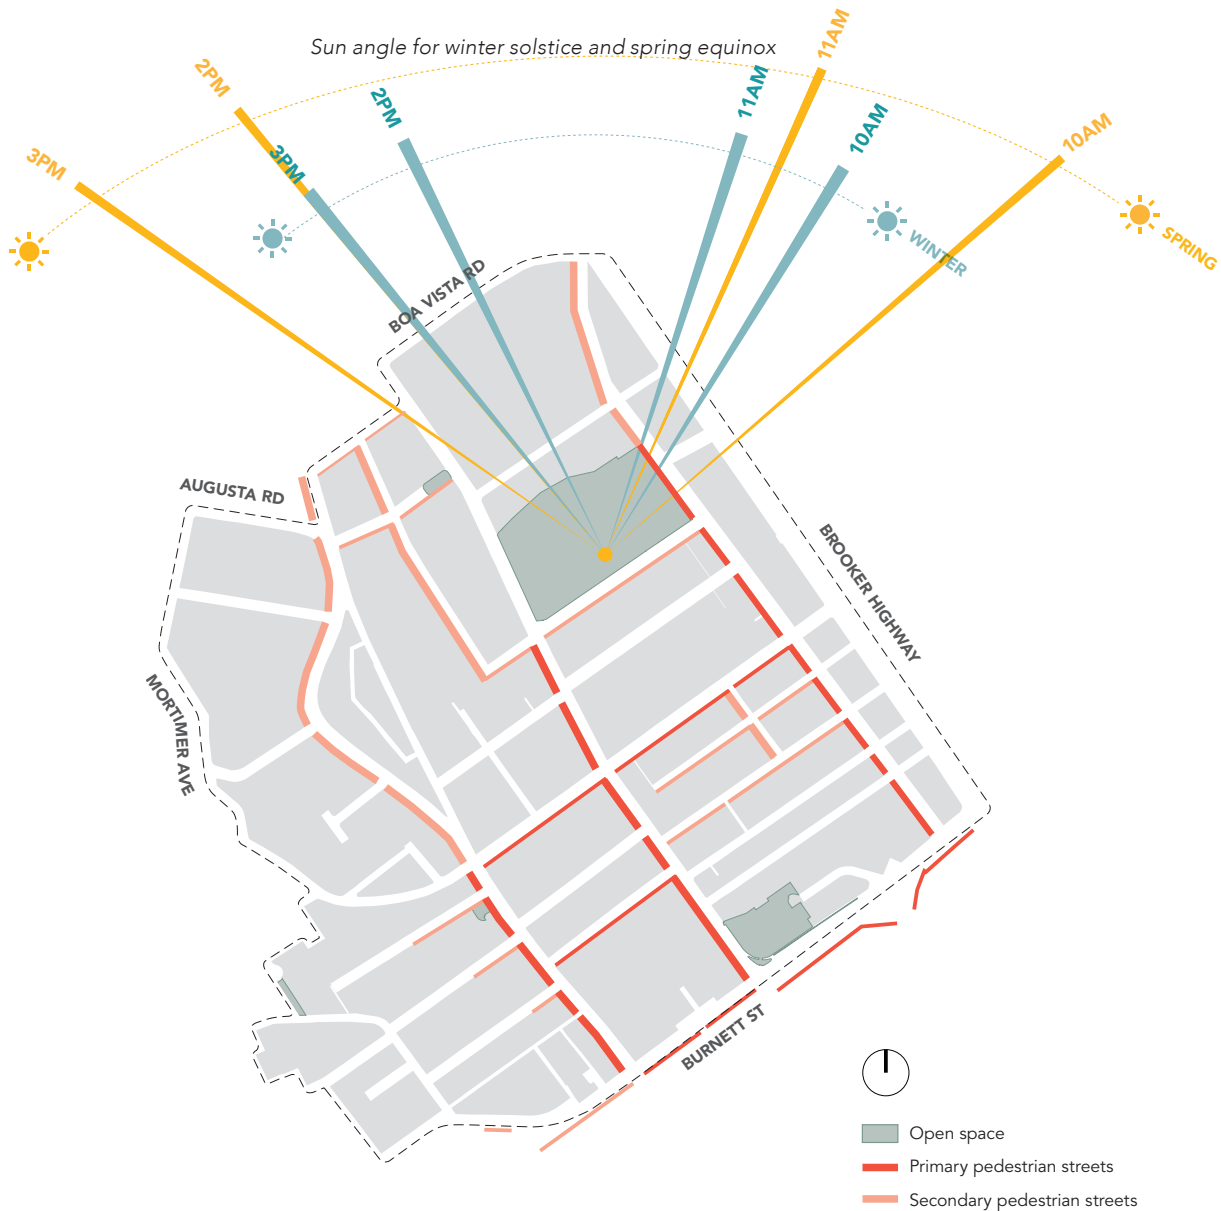 Sun angle for winter solstice and spring equinox
11AM
2PM
11AM
2PM
10AM
10AM
3PM
3PM
WINTER
SPRING
BOA VISTA RD
AUGUSTA RD
BROOKER HIGHWAY
MORTIMER AVE
BURNETT ST
Open space
Primary pedestrian streets
Secondary pedestrian streets